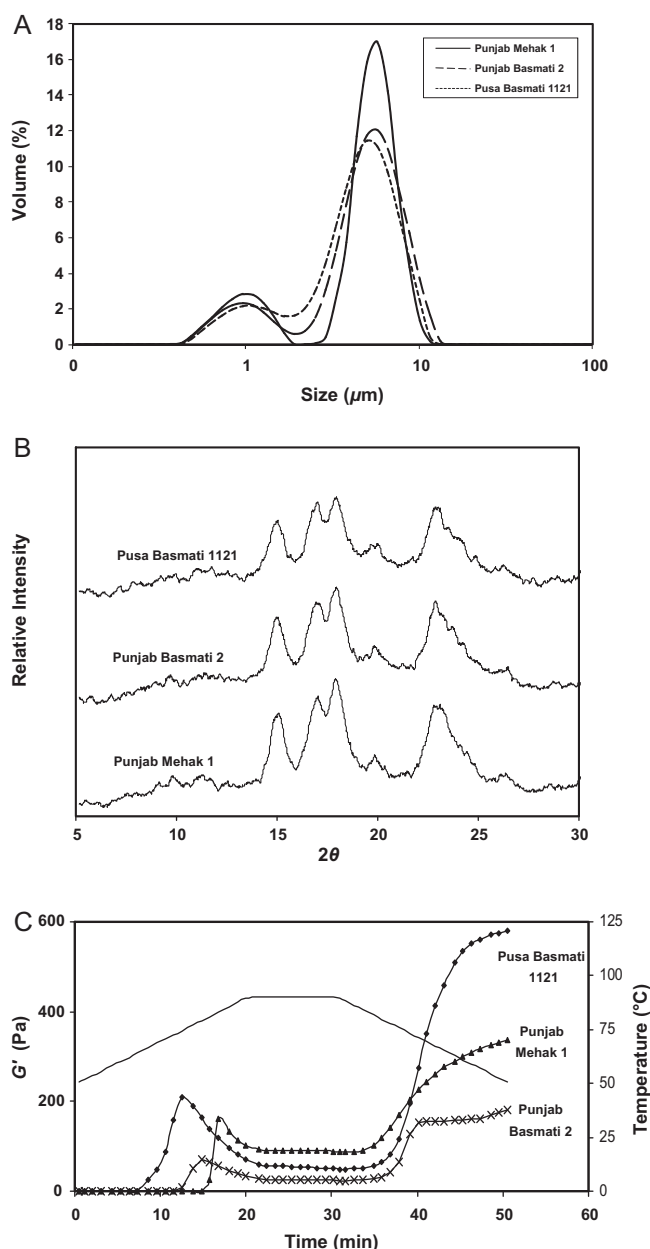 A
18
16
14
12
10
8
6
4
2
0
Volume (%)
Punjab Mehak 1
Punjab Basmati 2
Pusa Basmati 1121
0
1
10
100
Size (µm)
B
Relative Intensity
Pusa Basmati 1121
Punjab Basmati 2
Punjab Mehak 1
5
10
15
20
25
30
2θ
C
600
400
200
0
G′ (Pa)
125
100
75
50
25
0
Temperature (°C)
Pusa Basmati
1121
Punjab
Mehak 1
Punjab
Basmati 2
0
10
20
30
40
50
60
Time (min)